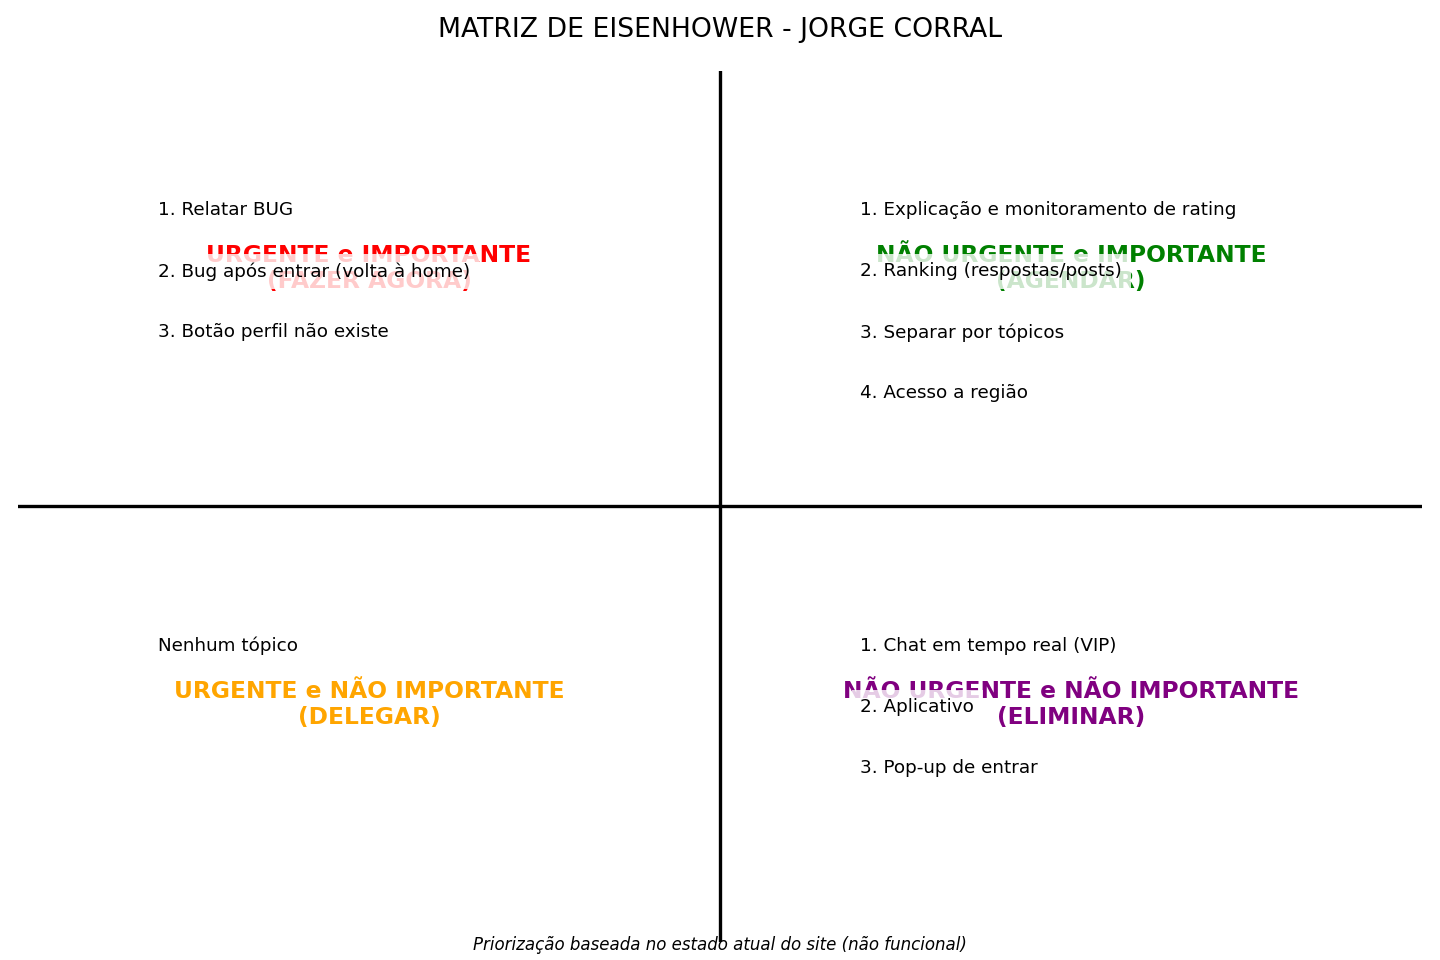 MATRIZ DE EISENHOWER - JORGE CORRAL
1. Relatar BUG
URGENTE e IMPORTANTE
2. Bug após entrar (volta à home)
(FAZER AGORA)
3. Botão perfil não existe
1. Explicação e monitoramento de rating
NÃO URGENTE e IMPORTANTE
2. Ranking (respostas/posts)
(AGENDAR)
3. Separar por tópicos
4. Acesso a região
Nenhum tópico
URGENTE e NÃO IMPORTANTE
(DELEGAR)
1. Chat em tempo real (VIP)
NÃO URGENTE e NÃO IMPORTANTE
2. Aplicativo
(ELIMINAR)
3. Pop-up de entrar
Priorização baseada no estado atual do site (não funcional)